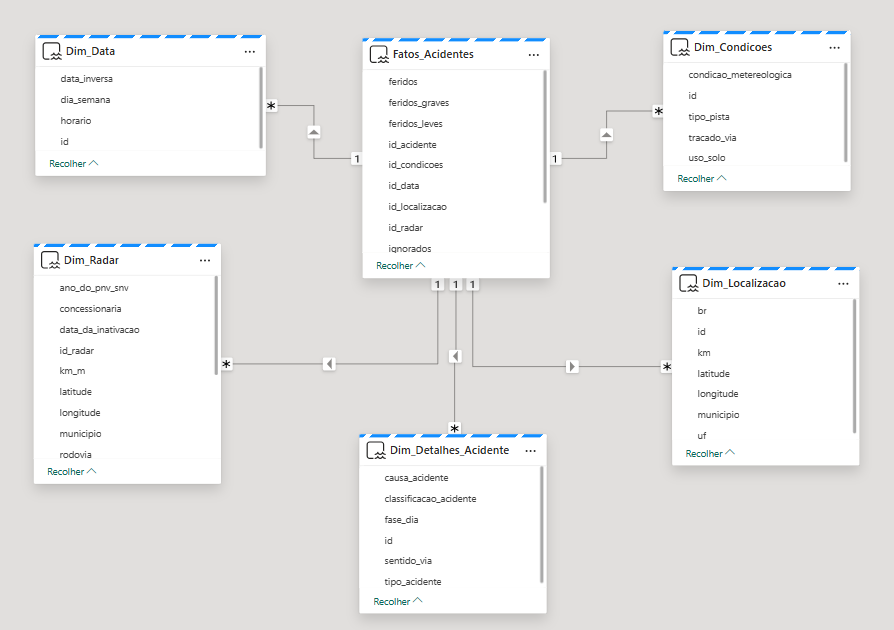 Dim_Data
...
data_inversa
dia_semana
horario
id
Recolher
Fatos_Acidentes
...
feridos
feridos_graves
feridos_leves
id_acidente
id_condicoes
id_data
id_localizacao
id_radar
ignorados
Recolher
Dim_Condicoes
...
condicao_metereologica
id
tipo_pista
tracado_via
uso_solo
Recolher
*
1
1
*
Dim_Radar
...
ano_do_pnv_snv
concessionaria
data_da_inativacao
id_radar
km_m
latitude
longitude
municipio
rodovia
Recolher
1
1
1
*
*
*
Dim_Localizacao
...
br
id
km
latitude
longitude
municipio
uf
Recolher
Dim_Detalhes_Acidente
...
causa_acidente
classificacao_acidente
fase_dia
id
sentido_via
tipo_acidente
Recolher